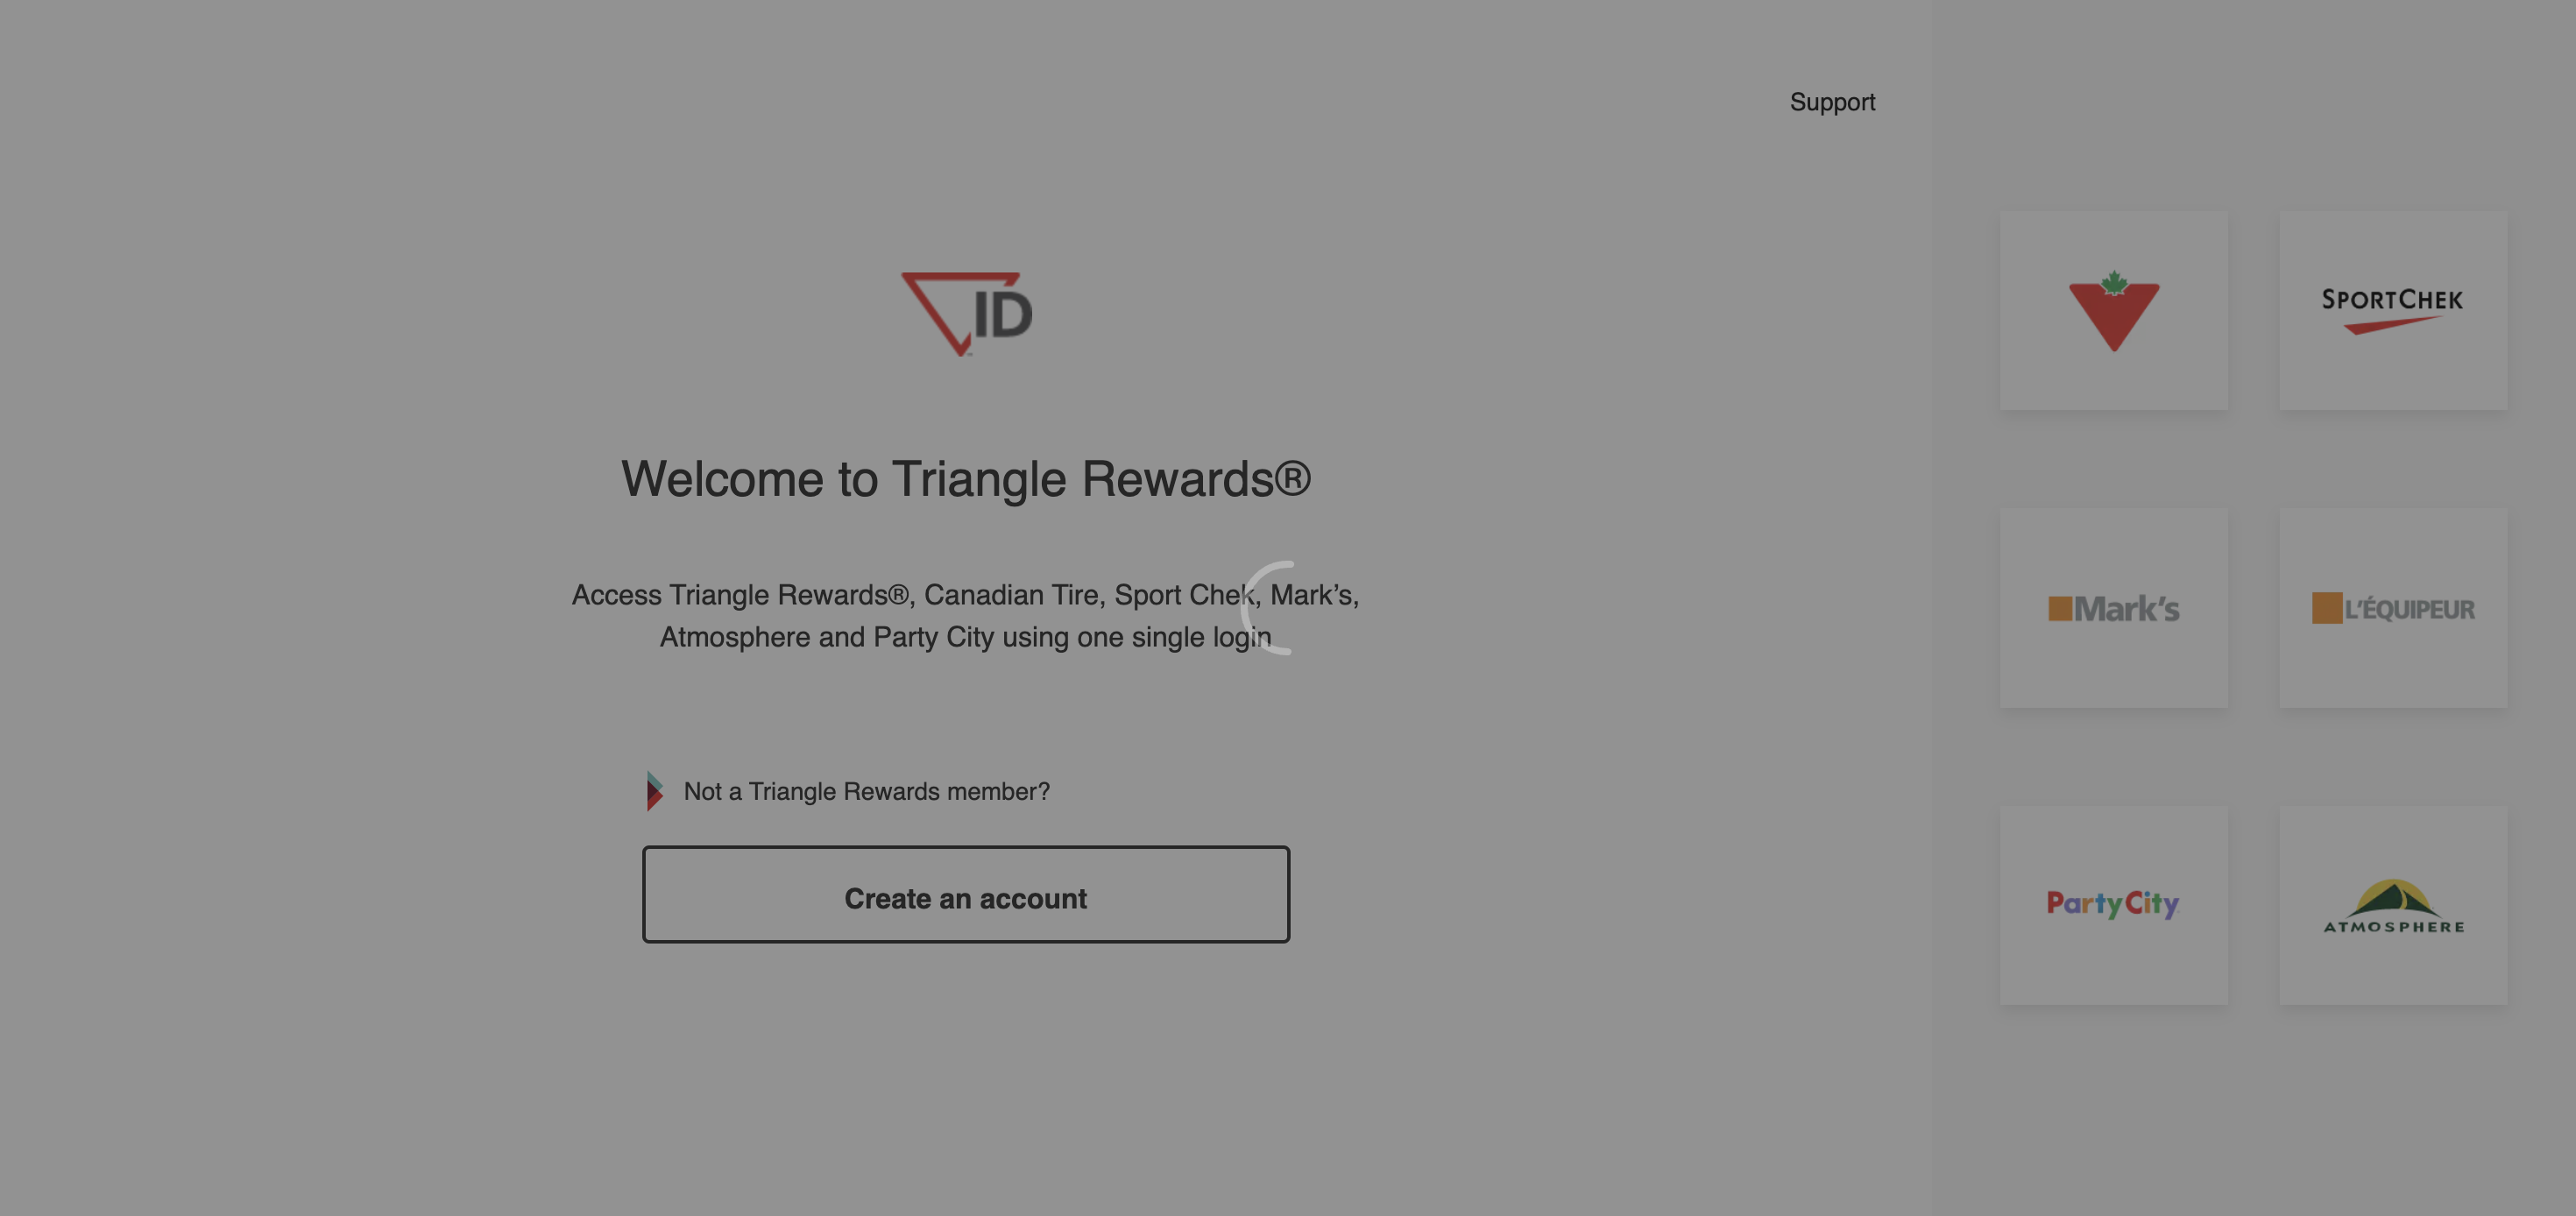 Support
ID
Welcome to Triangle Rewards®
Access Triangle Rewards®, Canadian Tire, Sport Chek, Mark’s,
Atmosphere and Party City using one single login
Not a Triangle Rewards member?
Create an account
SPORTCHEK
Mark’s
L’ÉQUIPEUR
PartyCity
ATMOSPHERE